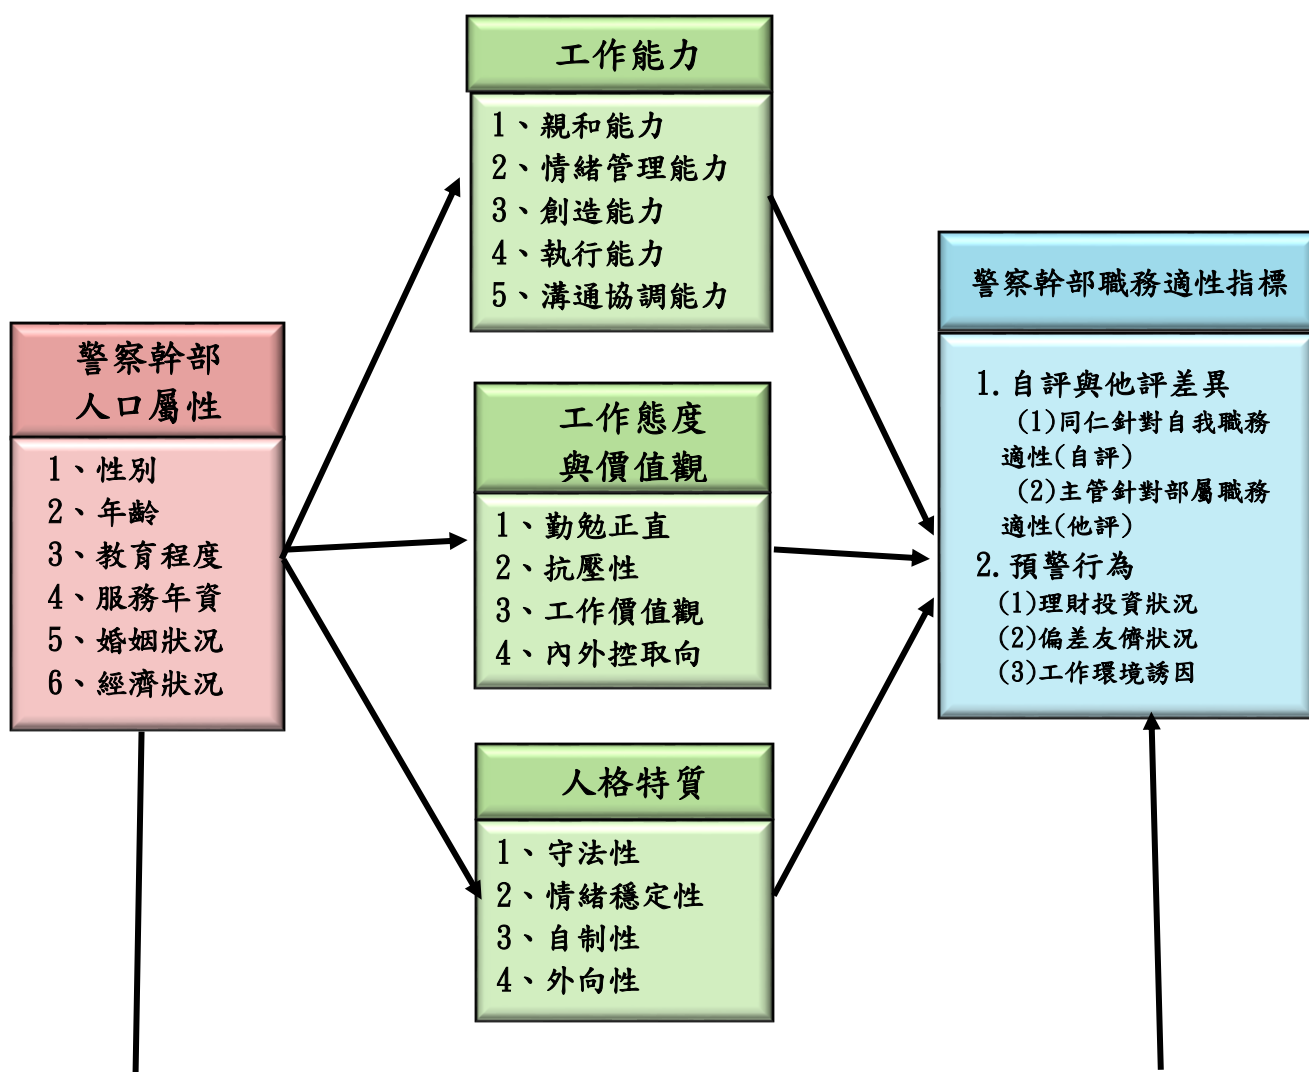 工作能力
1、親和能力
2、情緒管理能力
3、創造能力
4、執行能力
5、溝通協調能力
警察幹部
人口屬性
1、性別
2、年齡
3、教育程度
4、服務年資
5、婚姻狀況
6、經濟狀況
工作態度
與價值觀
1、勤勉正直
2、抗壓性
3、工作價值觀
4、內外控取向
人格特質
1、守法性
2、情緒穩定性
3、自制性
4、外向性
警察幹部職務適性指標
1.自評與他評差異
(1)同仁針對自我職務
適性(自評)
(2)主管針對部屬職務
適性(他評)
2.預警行為
(1)理財投資狀況
(2)偏差友儕狀況
(3)工作環境誘因